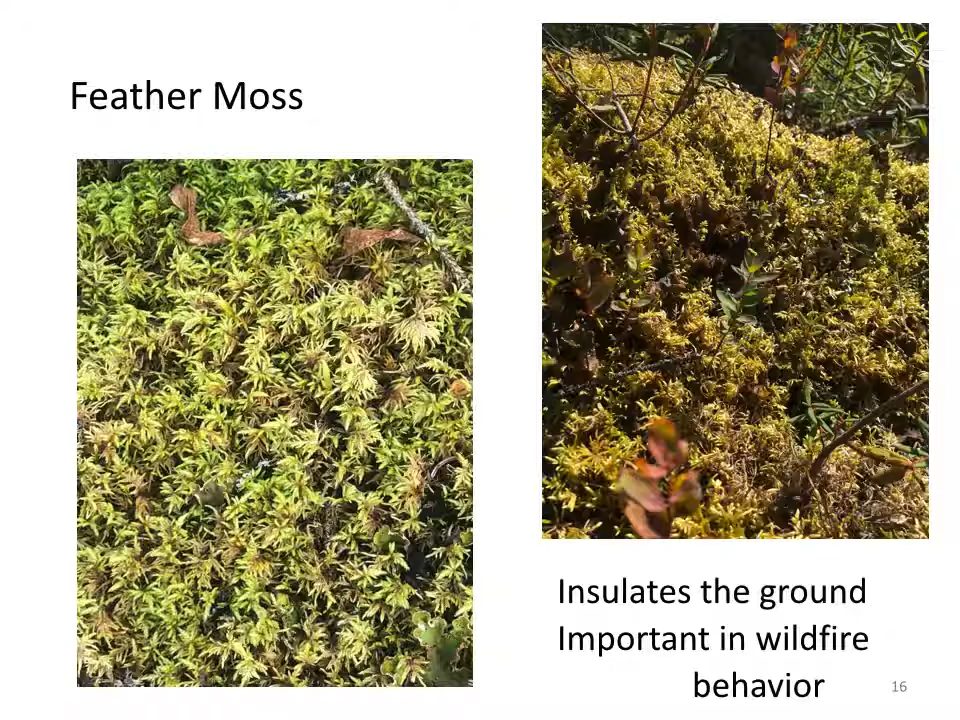 Feather Moss
Insulates the ground
Important in wildfire
behavior
16